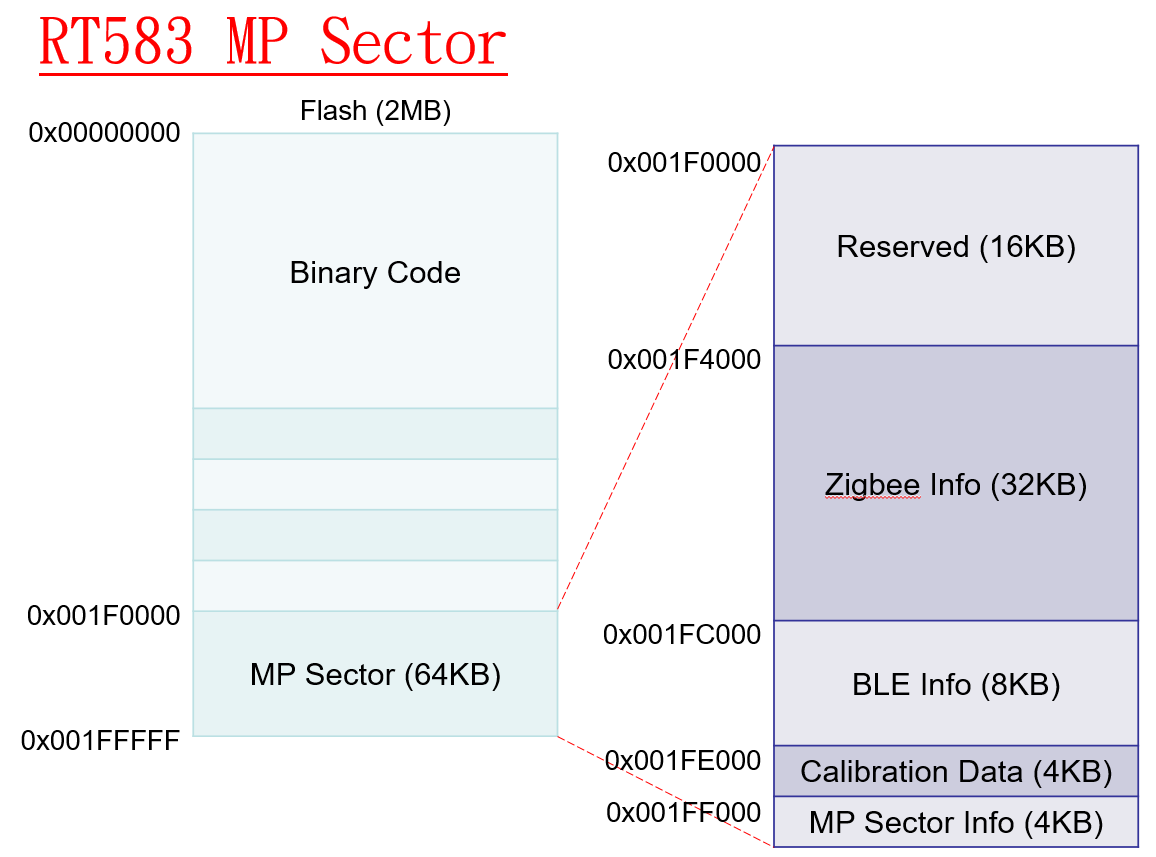 RT583 MP Sector
Flash (2MB)
0x00000000
Binary Code
0x001F0000
MP Sector (64KB)
0x001FFFFF
0x001F0000
Reserved (16KB)
0x001F4000
Zigbee Info (32KB)
0x001FC000
BLE Info (8KB)
0x001FE000
Calibration Data (4KB)
0x001FF000
MP Sector Info (4KB)